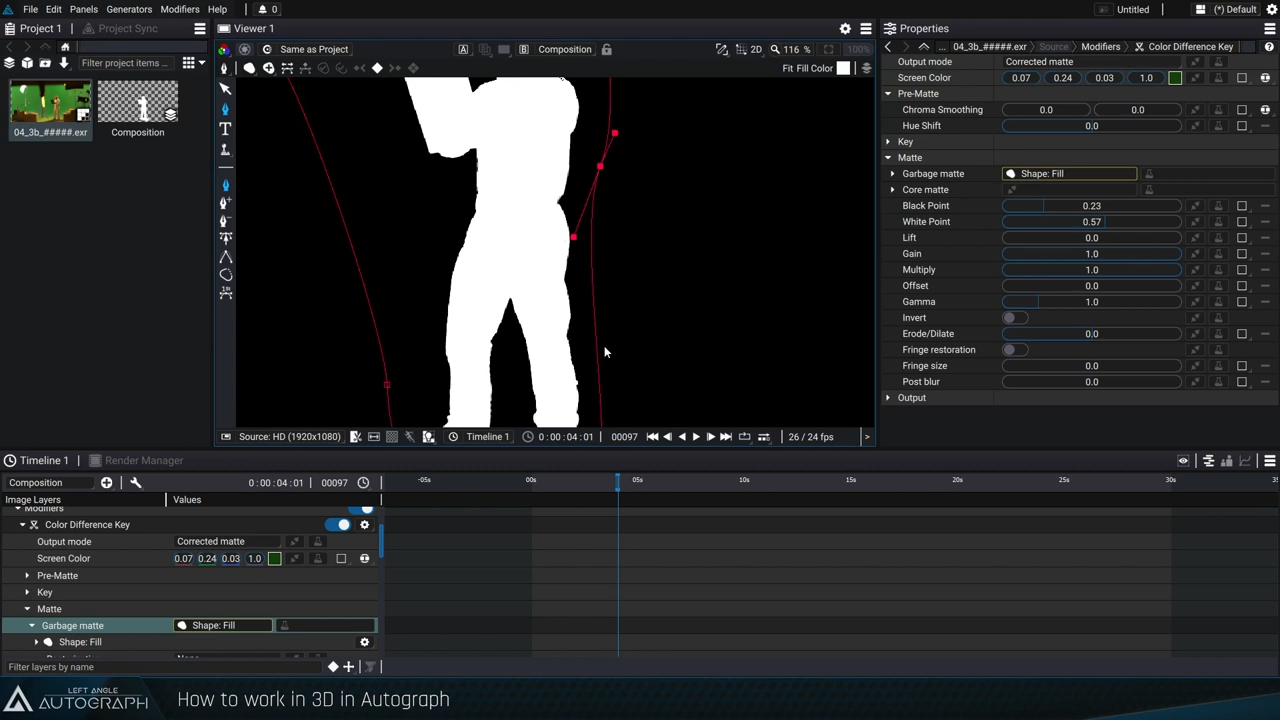 File Edit Panels Generators Modifiers Help 0 Untitled (*) Default
Project 1 Project Sync
Filter project items ...
04_3b_#####.exr
Composition
Viewer 1
Same as Project A B Composition 2D 116 % 100%
Fit Fill Color
Source: HD (1920x1080) Timeline 1 0:00:04:01 00097 26 / 24 fps
Properties
... 04_3b_#####.exr Source Modifiers Color Difference Key
Output mode Corrected matte
Screen Color 0.07 0.24 0.03 1.0
Pre-Matte
Chroma Smoothing 0.0 0.0
Hue Shift 0.0
Key
Matte
Garbage matte Shape: Fill
Core matte
Black Point 0.23
White Point 0.57
Lift 0.0
Gain 1.0
Multiply 1.0
Offset 0.0
Gamma 1.0
Invert
Erode/Dilate 0.0
Fringe restoration
Fringe size 0.0
Post blur 0.0
Output
Timeline 1 Render Manager
Composition 0:00:04:01 00097
-05s 00s 05s 10s 15s 20s 25s 30s
Image Layers Values
Modifiers
Color Difference Key
Output mode Corrected matte
Screen Color 0.07 0.24 0.03 1.0
Pre-Matte
Key
Matte
Garbage matte Shape: Fill
Shape: Fill
Filter layers by name
LEFT ANGLE
AUTOGRAPH
How to work in 3D in Autograph